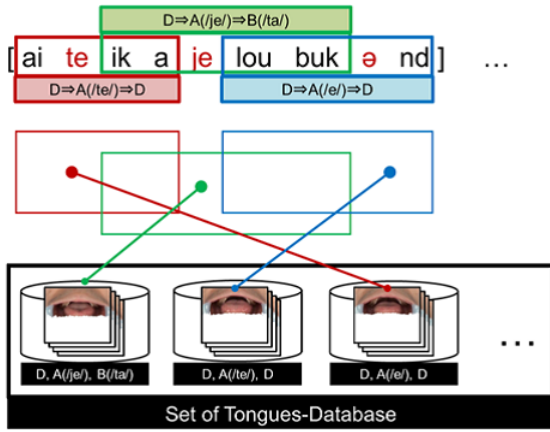 D⇒A(/je/)⇒B(/ta/)
[ ai te ik a je lou buk ə nd ] ...
D⇒A(/te/)⇒D D⇒A(/e/)⇒D
D, A(/je/), B(/ta/) D, A(/te/), D D, A(/e/), D ...
Set of Tongues-Database